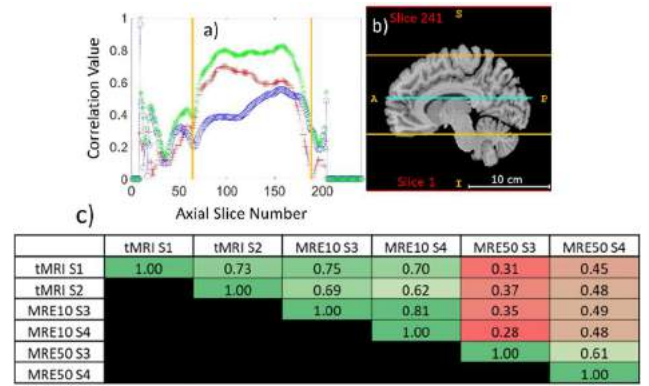 a)
1
0.8
0.6
0.4
0.2
0
Correlation Value
0 50 100 150 200
Axial Slice Number
b)
Slice 241
S
A P
Slice 1
I
10 cm
c)
tMRI S1 tMRI S2 MRE10 S3 MRE10 S4 MRE50 S3 MRE50 S4
tMRI S1 1.00 0.73 0.75 0.70 0.31 0.45
tMRI S2 1.00 0.69 0.62 0.37 0.48
MRE10 S3 1.00 0.81 0.35 0.49
MRE10 S4 1.00 0.28 0.48
MRE50 S3 1.00 0.61
MRE50 S4 1.00